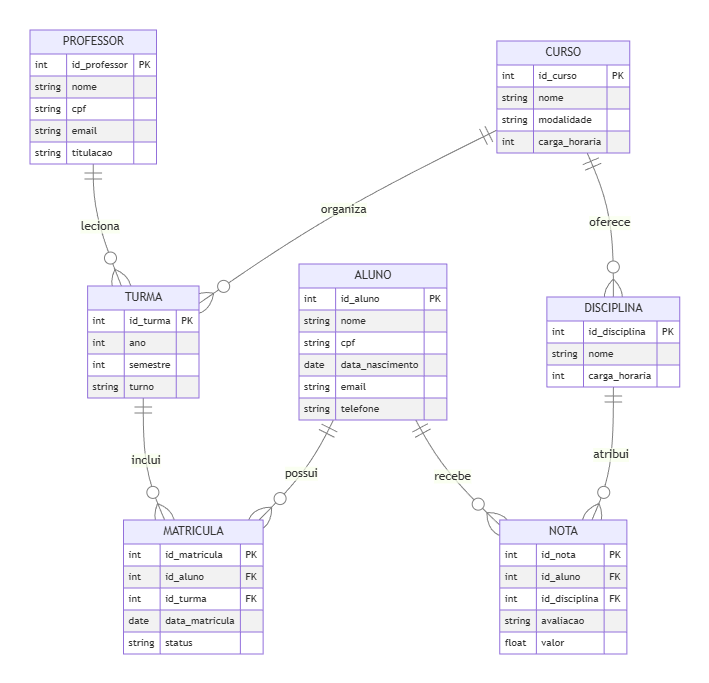 PROFESSOR
int id_professor PK
string nome
string cpf
string email
string titulacao
CURSO
int id_curso PK
string nome
string modalidade
int carga_horaria
organiza
leciona
oferece
TURMA
int id_turma PK
int ano
int semestre
string turno
ALUNO
int id_aluno PK
string nome
string cpf
date data_nascimento
string email
string telefone
DISCIPLINA
int id_disciplina PK
string nome
int carga_horaria
inclui
possui
recebe
atribui
MATRICULA
int id_matricula PK
int id_aluno FK
int id_turma FK
date data_matricula
string status
NOTA
int id_nota PK
int id_aluno FK
int id_disciplina FK
string avaliacao
float valor